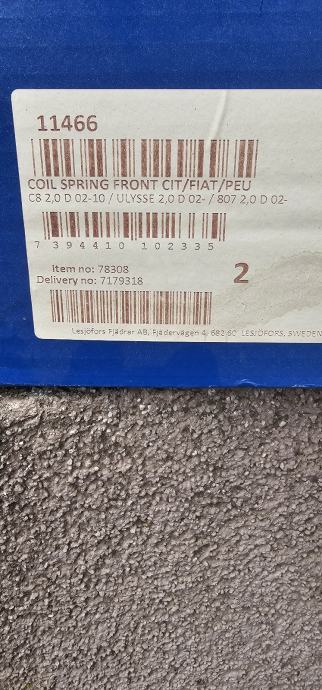 11466
COIL SPRING FRONT CIT/FIAT/PEU
C8 2,0 D 02-10 / ULYSSE 2,0 D 02- / 807 2,0 D 02-
7 394410 102335
Item no: 78308
2
Delivery no: 7179318
Lesjöfors Fjädrar AB, Fjädervägen 4, 682 60 LESJÖFORS, SWEDEN